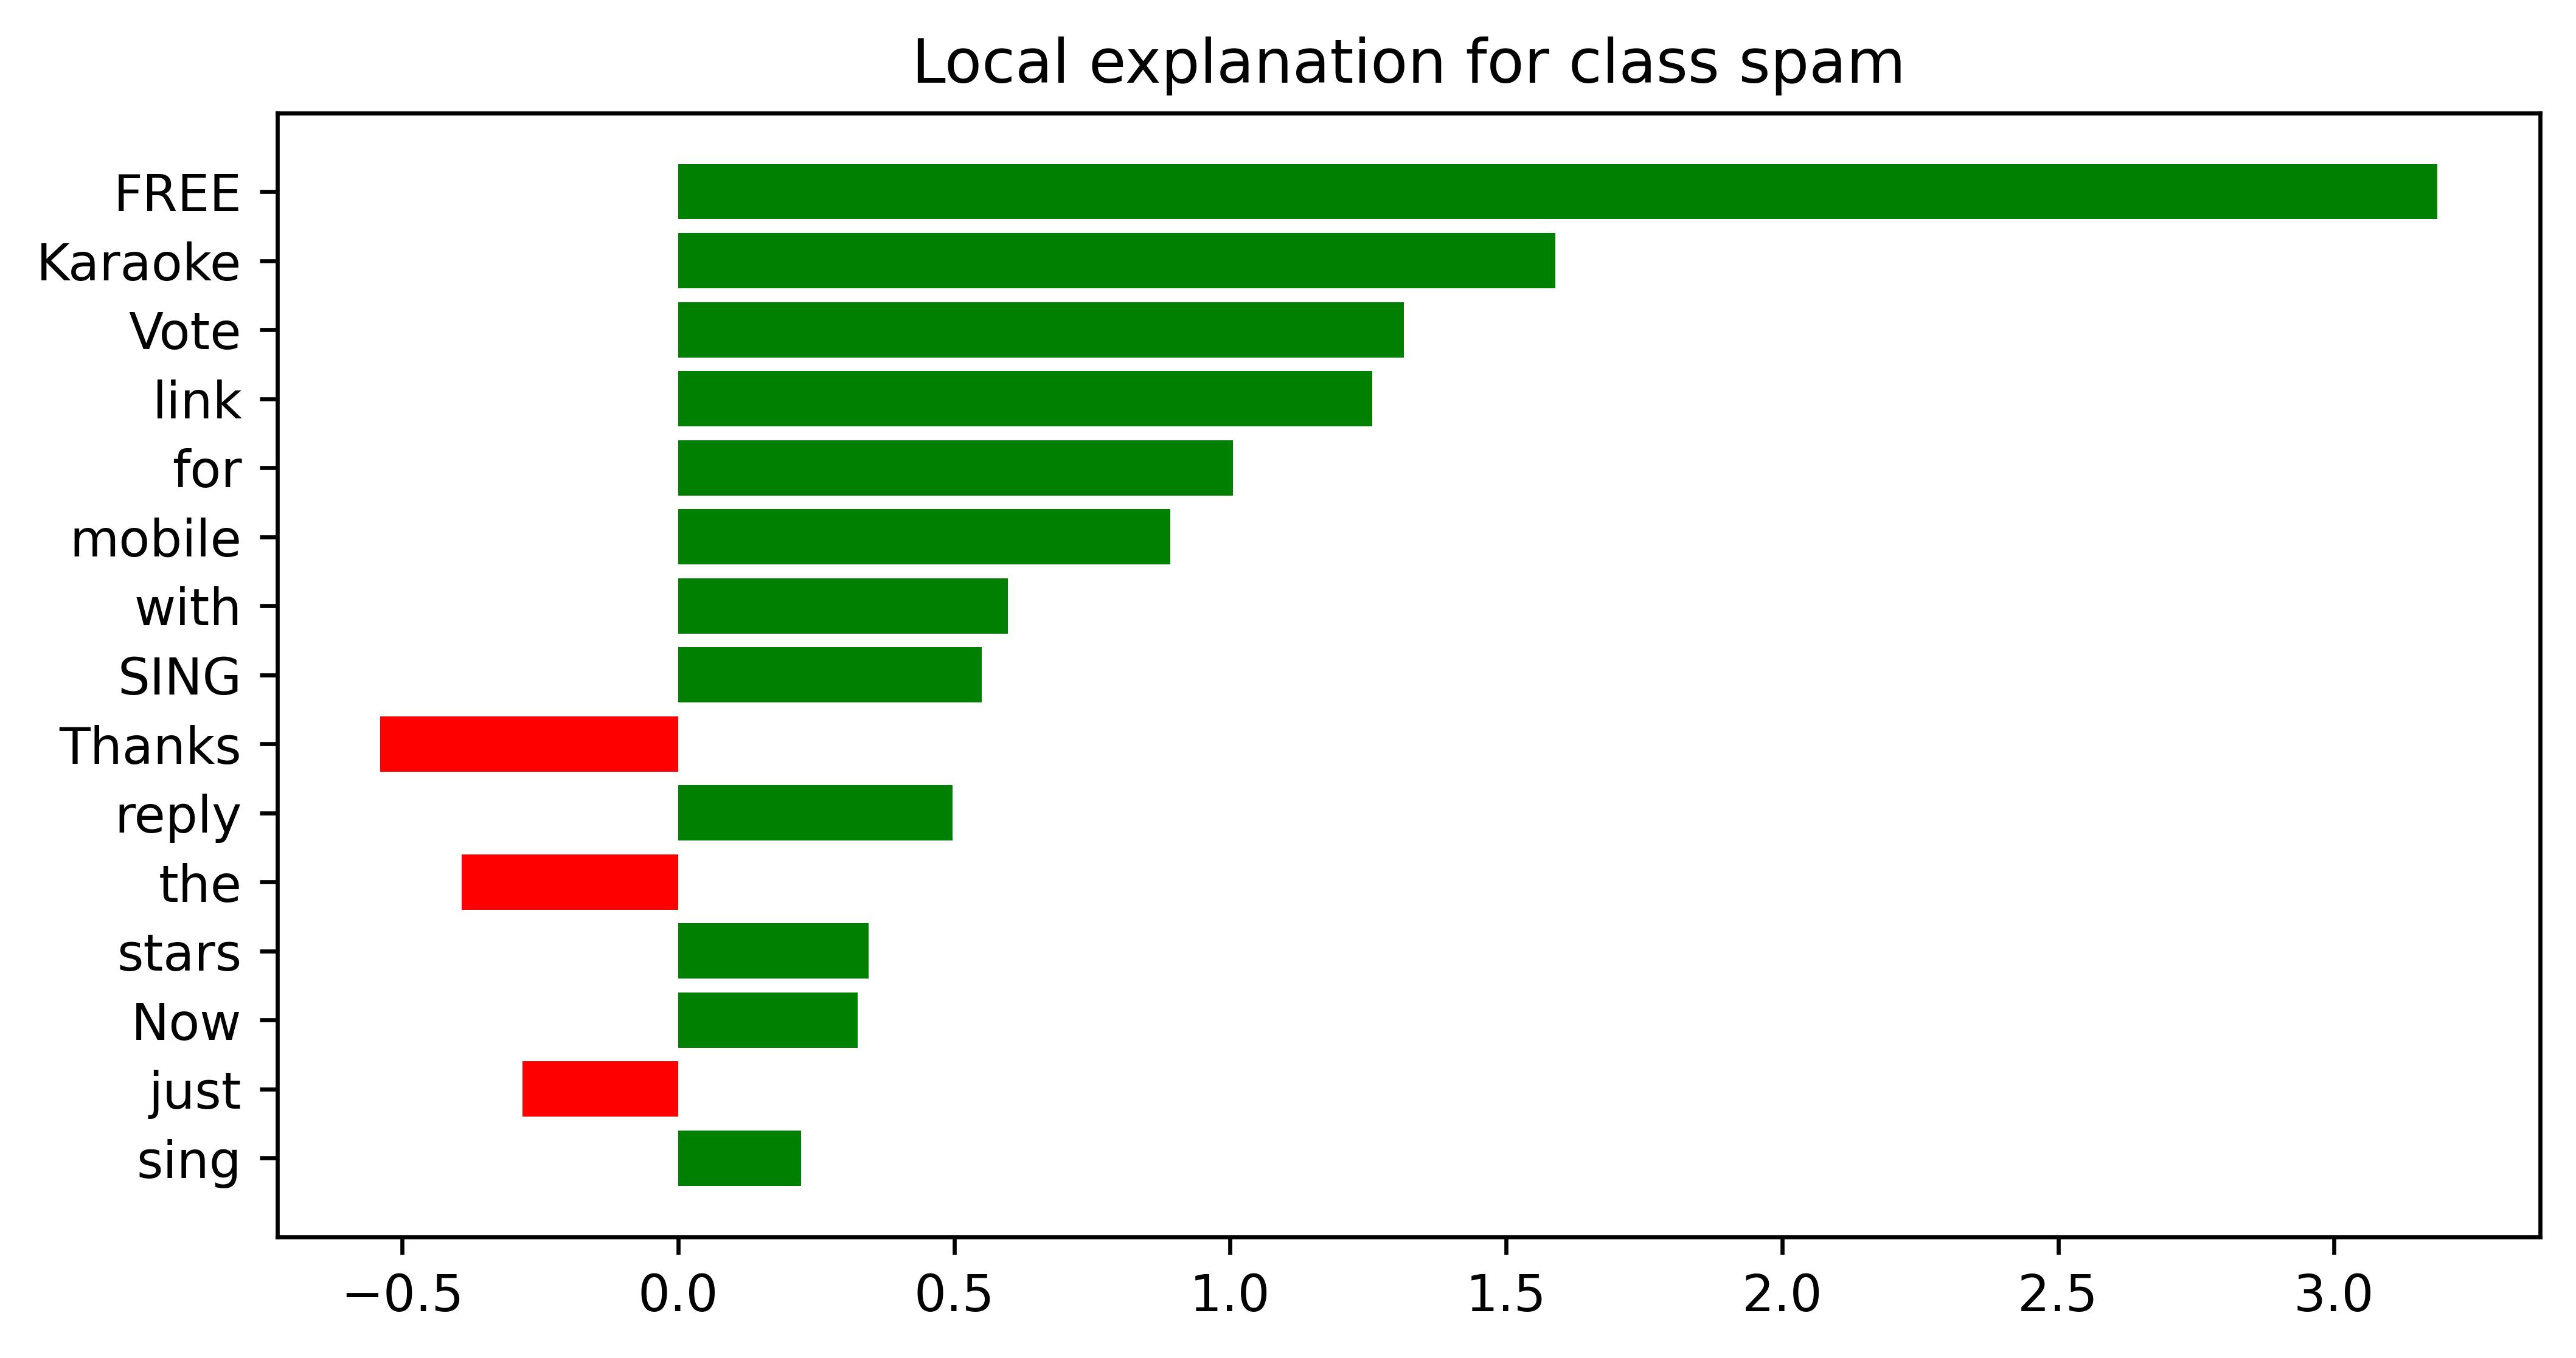 Local explanation for class spam
FREE
Karaoke
Vote
link
for
mobile
with
SING
Thanks
reply
the
stars
Now
just
sing
−0.5 0.0 0.5 1.0 1.5 2.0 2.5 3.0